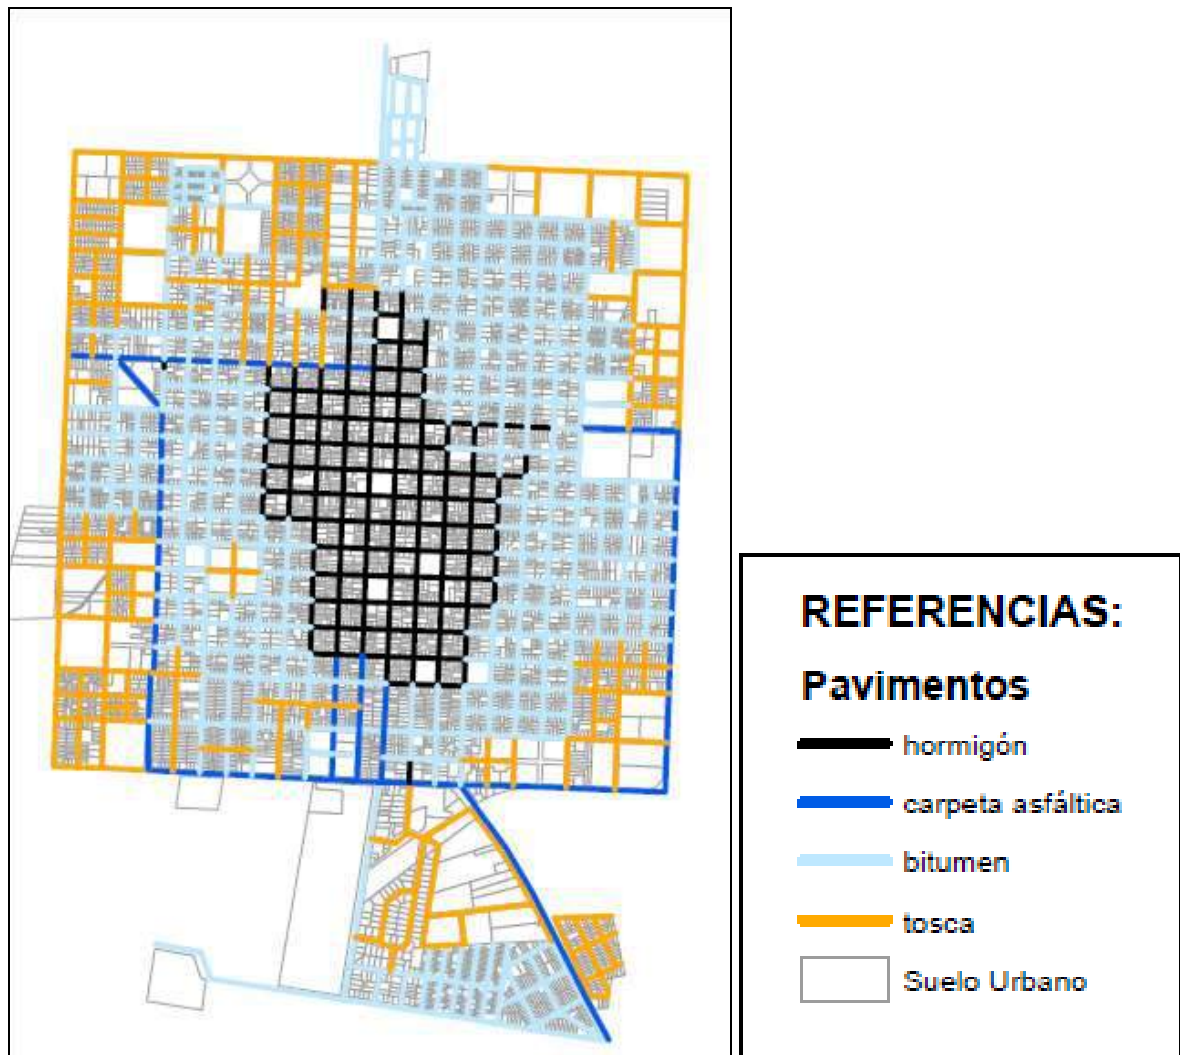 REFERENCIAS:
Pavimentos
hormigón
carpeta asfáltica
bitumen
tosca
Suelo Urbano